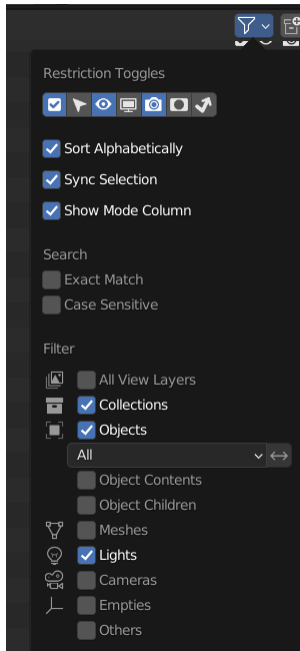 Restriction Toggles
Sort Alphabetically
Sync Selection
Show Mode Column
Search
Exact Match
Case Sensitive
Filter
All View Layers
Collections
Objects
All
Object Contents
Object Children
Meshes
Lights
Cameras
Empties
Others